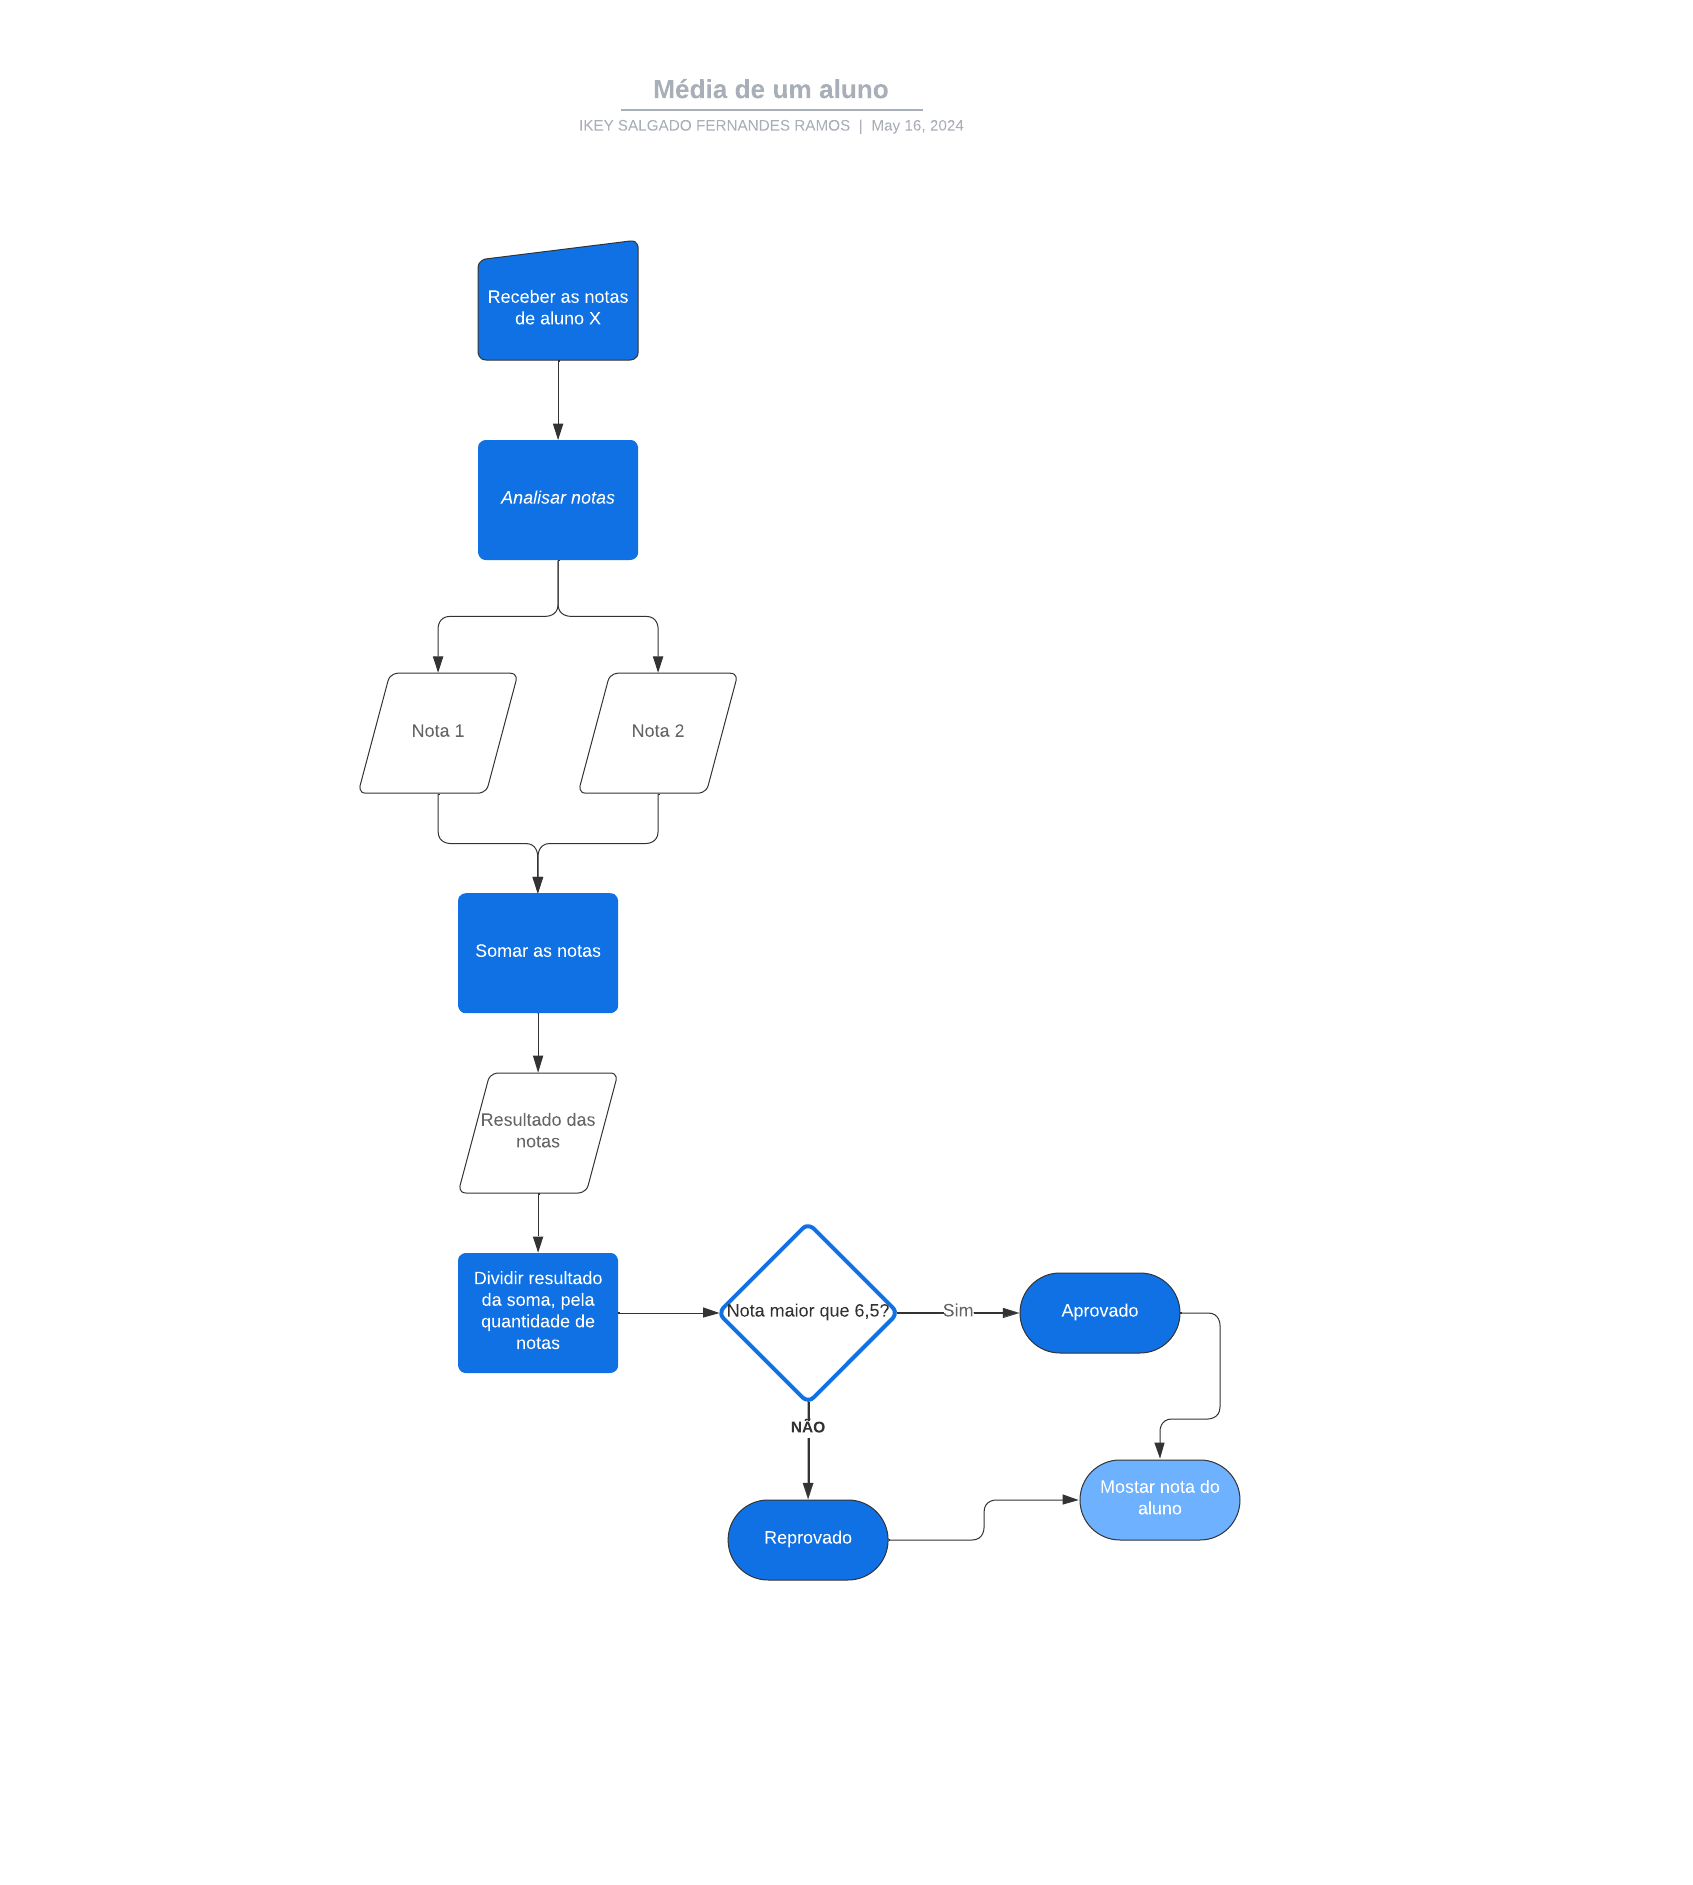 Média de um aluno
IKEY SALGADO FERNANDES RAMOS | May 16, 2024
Receber as notas
de aluno X
Analisar notas
Nota 1
Nota 2
Somar as notas
Resultado das
notas
Dividir resultado
da soma, pela
quantidade de
notas
Nota maior que 6,5?
Sim
Aprovado
NÃO
Mostar nota do
aluno
Reprovado